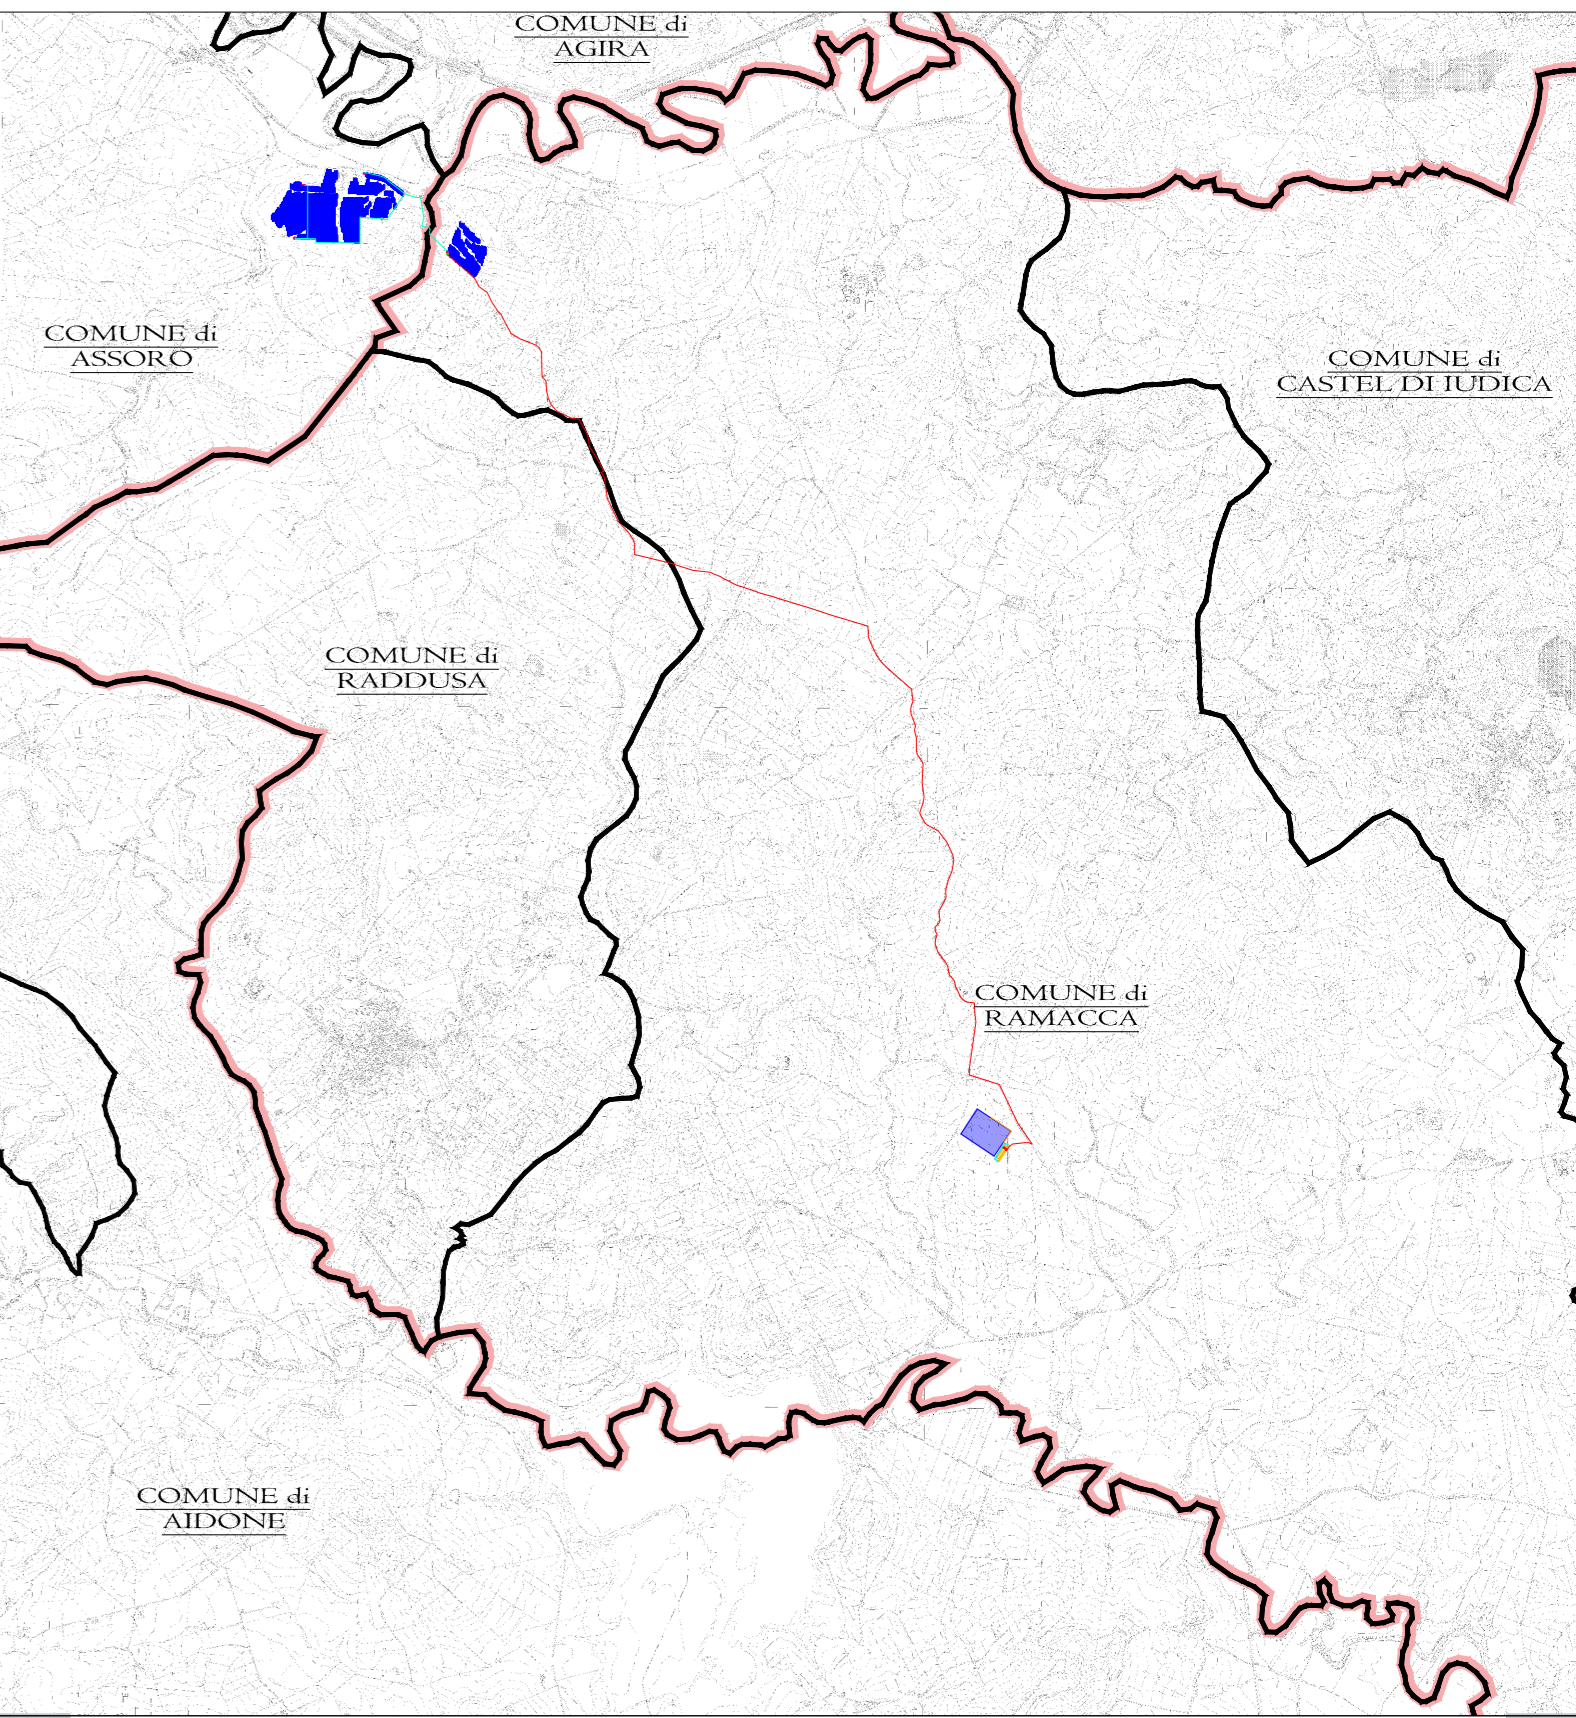 COMUNE di
AGIRA
COMUNE di
ASSORO
COMUNE di
CASTEL DI IUDICA
COMUNE di
RADDUSA
COMUNE di
RAMACCA
COMUNE di
AIDONE